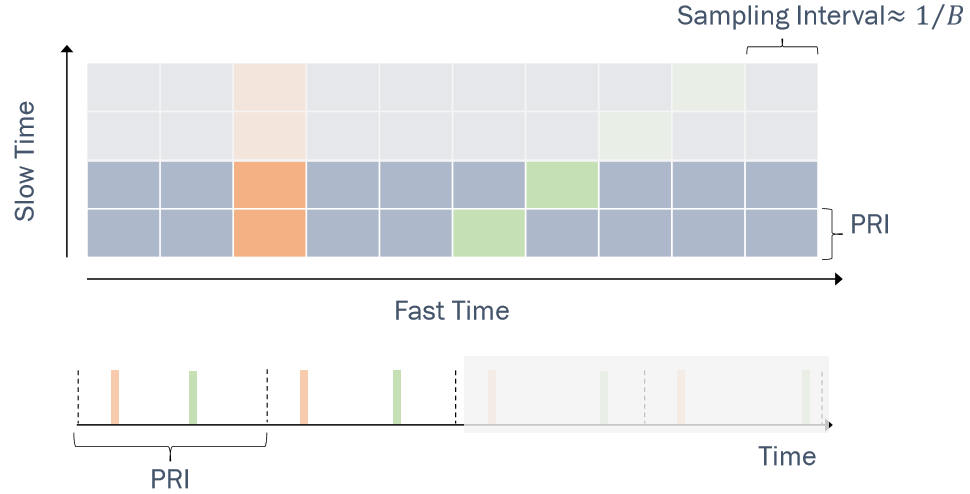 Sampling Interval≈ 1/B
Slow Time
PRI
Fast Time
PRI
Time